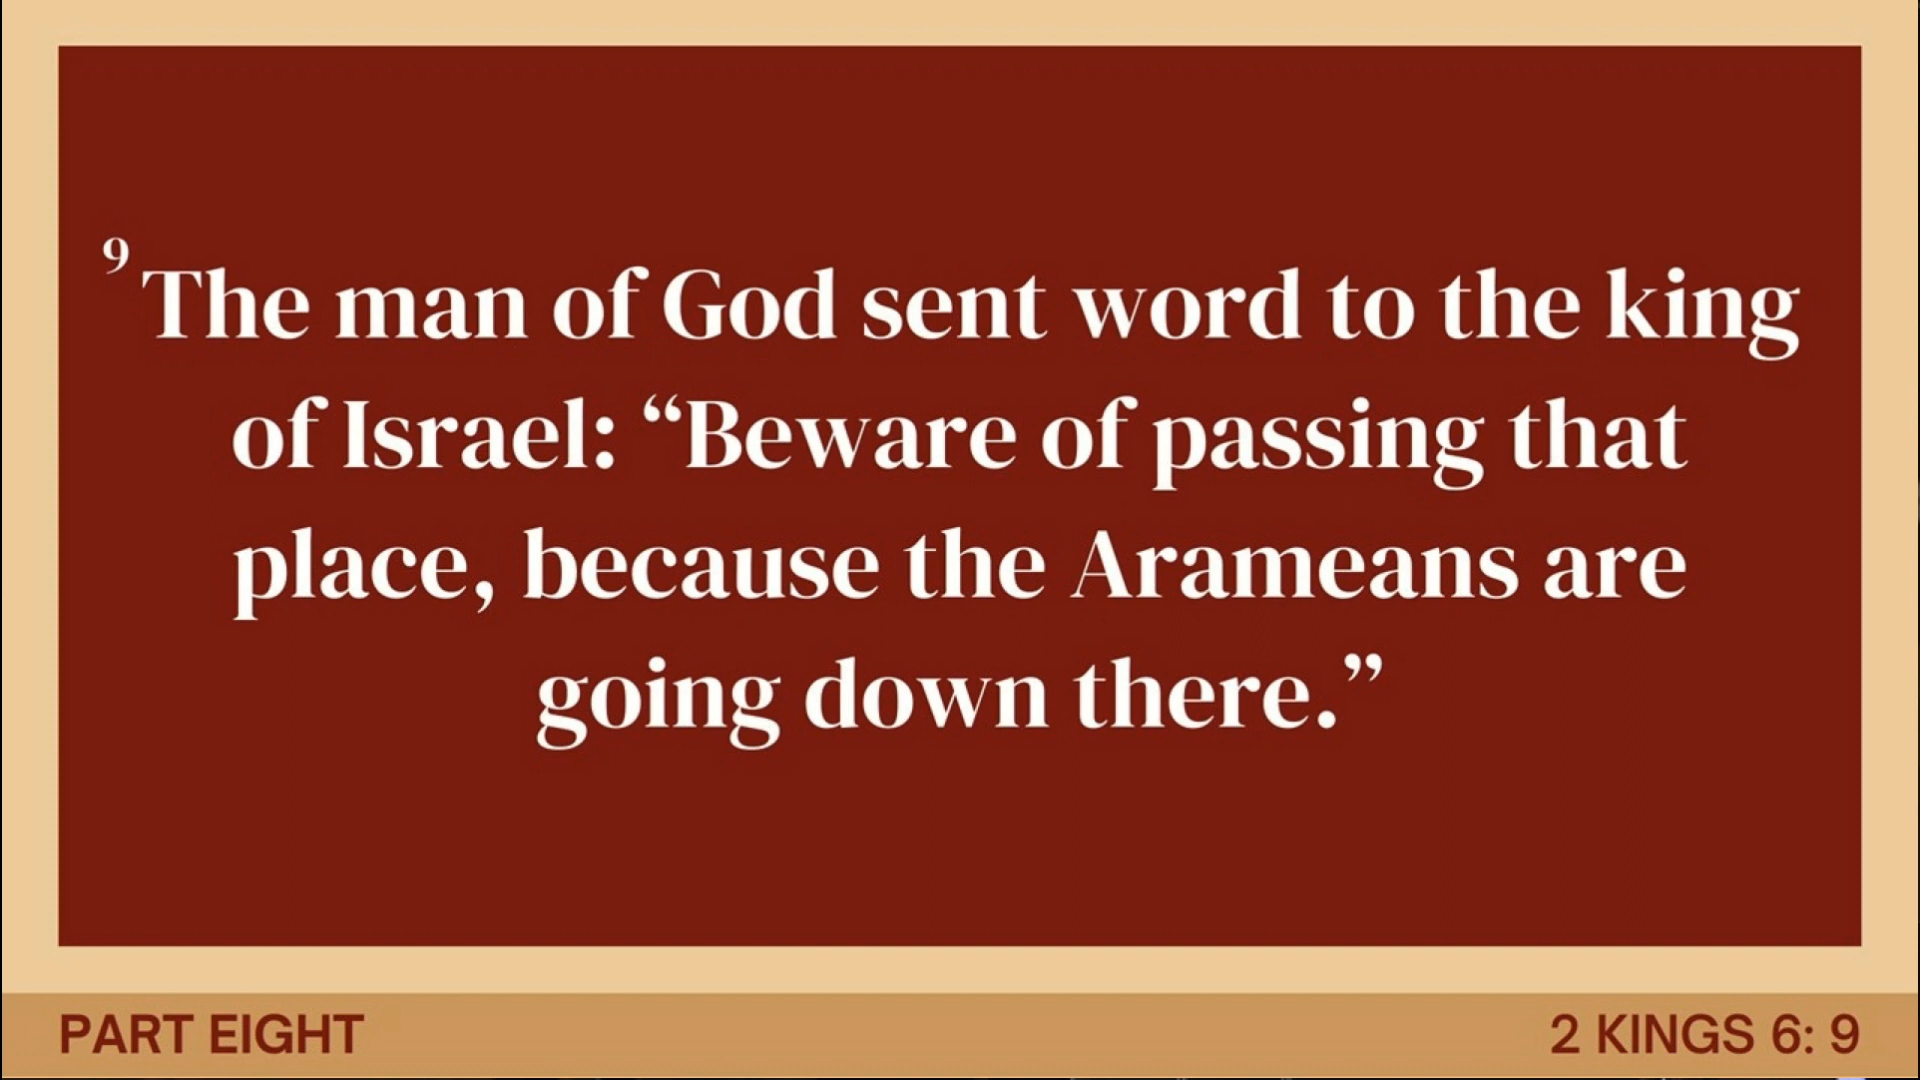 9 The man of God sent word to the king
of Israel: “Beware of passing that
place, because the Arameans are
going down there.”
PART EIGHT
2 KINGS 6: 9